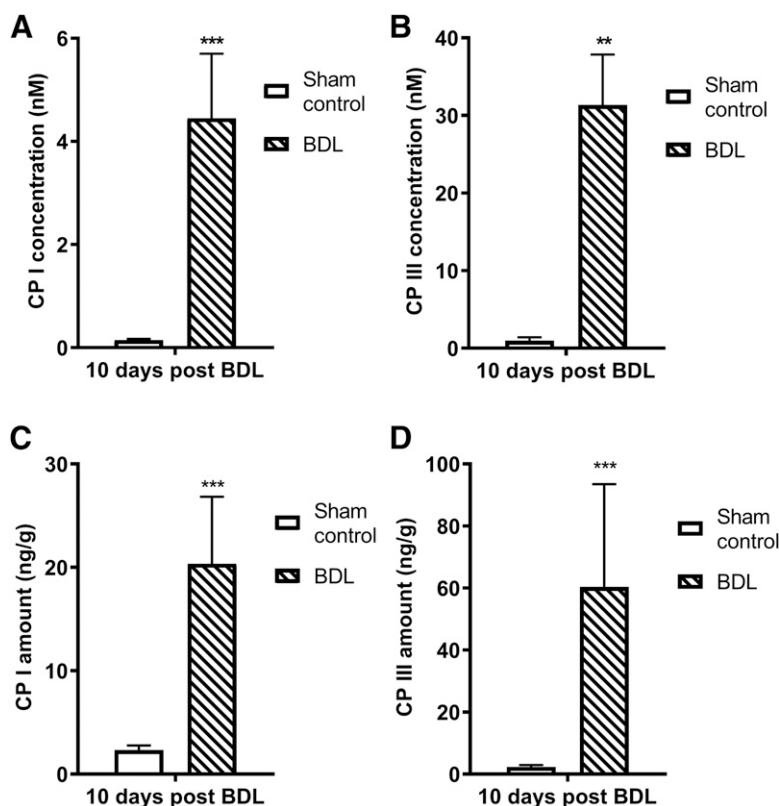 A
CP I concentration (nM)
6
4
2
0
***
10 days post BDL
Sham
control
BDL
B
CP III concentration (nM)
40
30
20
10
0
**
10 days post BDL
Sham
control
BDL
C
CP I amount (ng/g)
30
20
10
0
***
10 days post BDL
Sham
control
BDL
D
CP III amount (ng/g)
100
80
60
40
20
0
***
10 days post BDL
Sham
control
BDL